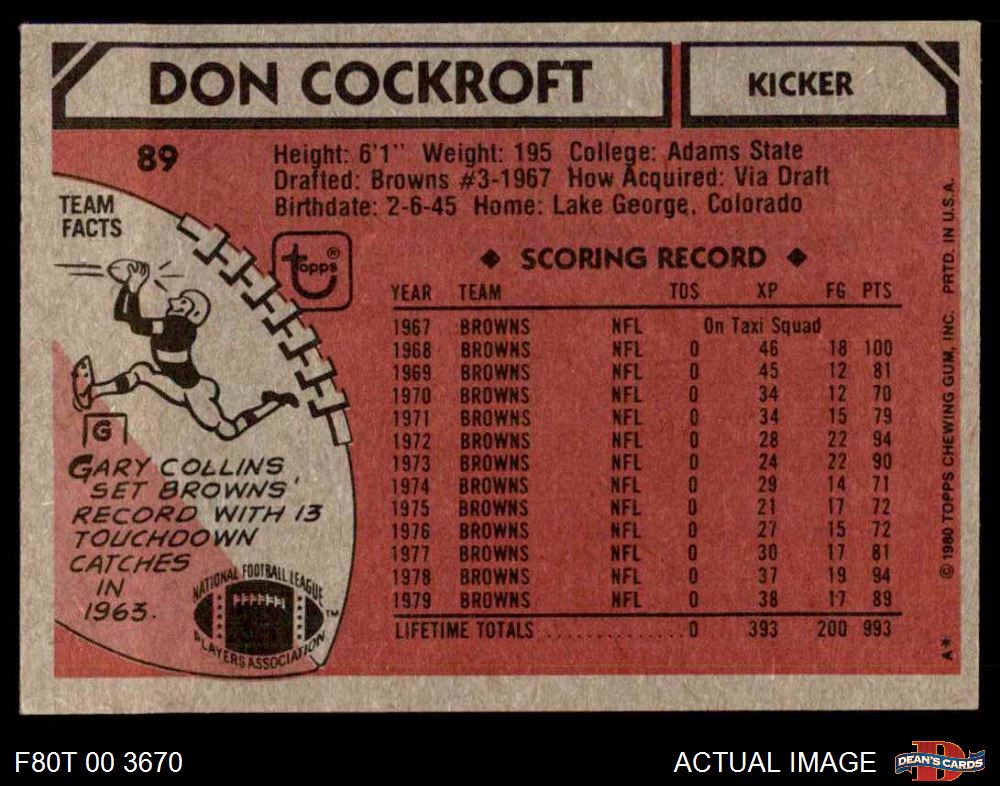 DON COCKROFT
KICKER
89
Height: 6'1" Weight: 195 College: Adams State
Drafted: Browns #3-1967 How Acquired: Via Draft
Birthdate: 2-6-45 Home: Lake George, Colorado
TEAM
FACTS
topps®
◆ SCORING RECORD ◆
YEAR TEAM TDS XP FG PTS
1967 BROWNS NFL On Taxi Squad
1968 BROWNS NFL 0 46 18 100
1969 BROWNS NFL 0 45 12 81
1970 BROWNS NFL 0 34 12 70
1971 BROWNS NFL 0 34 15 79
1972 BROWNS NFL 0 28 22 94
1973 BROWNS NFL 0 24 22 90
1974 BROWNS NFL 0 29 14 71
1975 BROWNS NFL 0 21 17 72
1976 BROWNS NFL 0 27 15 72
1977 BROWNS NFL 0 30 17 81
1978 BROWNS NFL 0 37 19 94
1979 BROWNS NFL 0 38 17 89
LIFETIME TOTALS ............ 0 393 200 993
G
GARY COLLINS
SET BROWNS'
RECORD WITH 13
TOUCHDOWN
CATCHES
IN
1963.
NATIONAL FOOTBALL LEAGUE
PLAYERS ASSOCIATION
TM
A* © 1980 TOPPS CHEWING GUM, INC. PRTD. IN U.S.A.
F80T 00 3670
ACTUAL IMAGE
D
DEAN'S CARDS